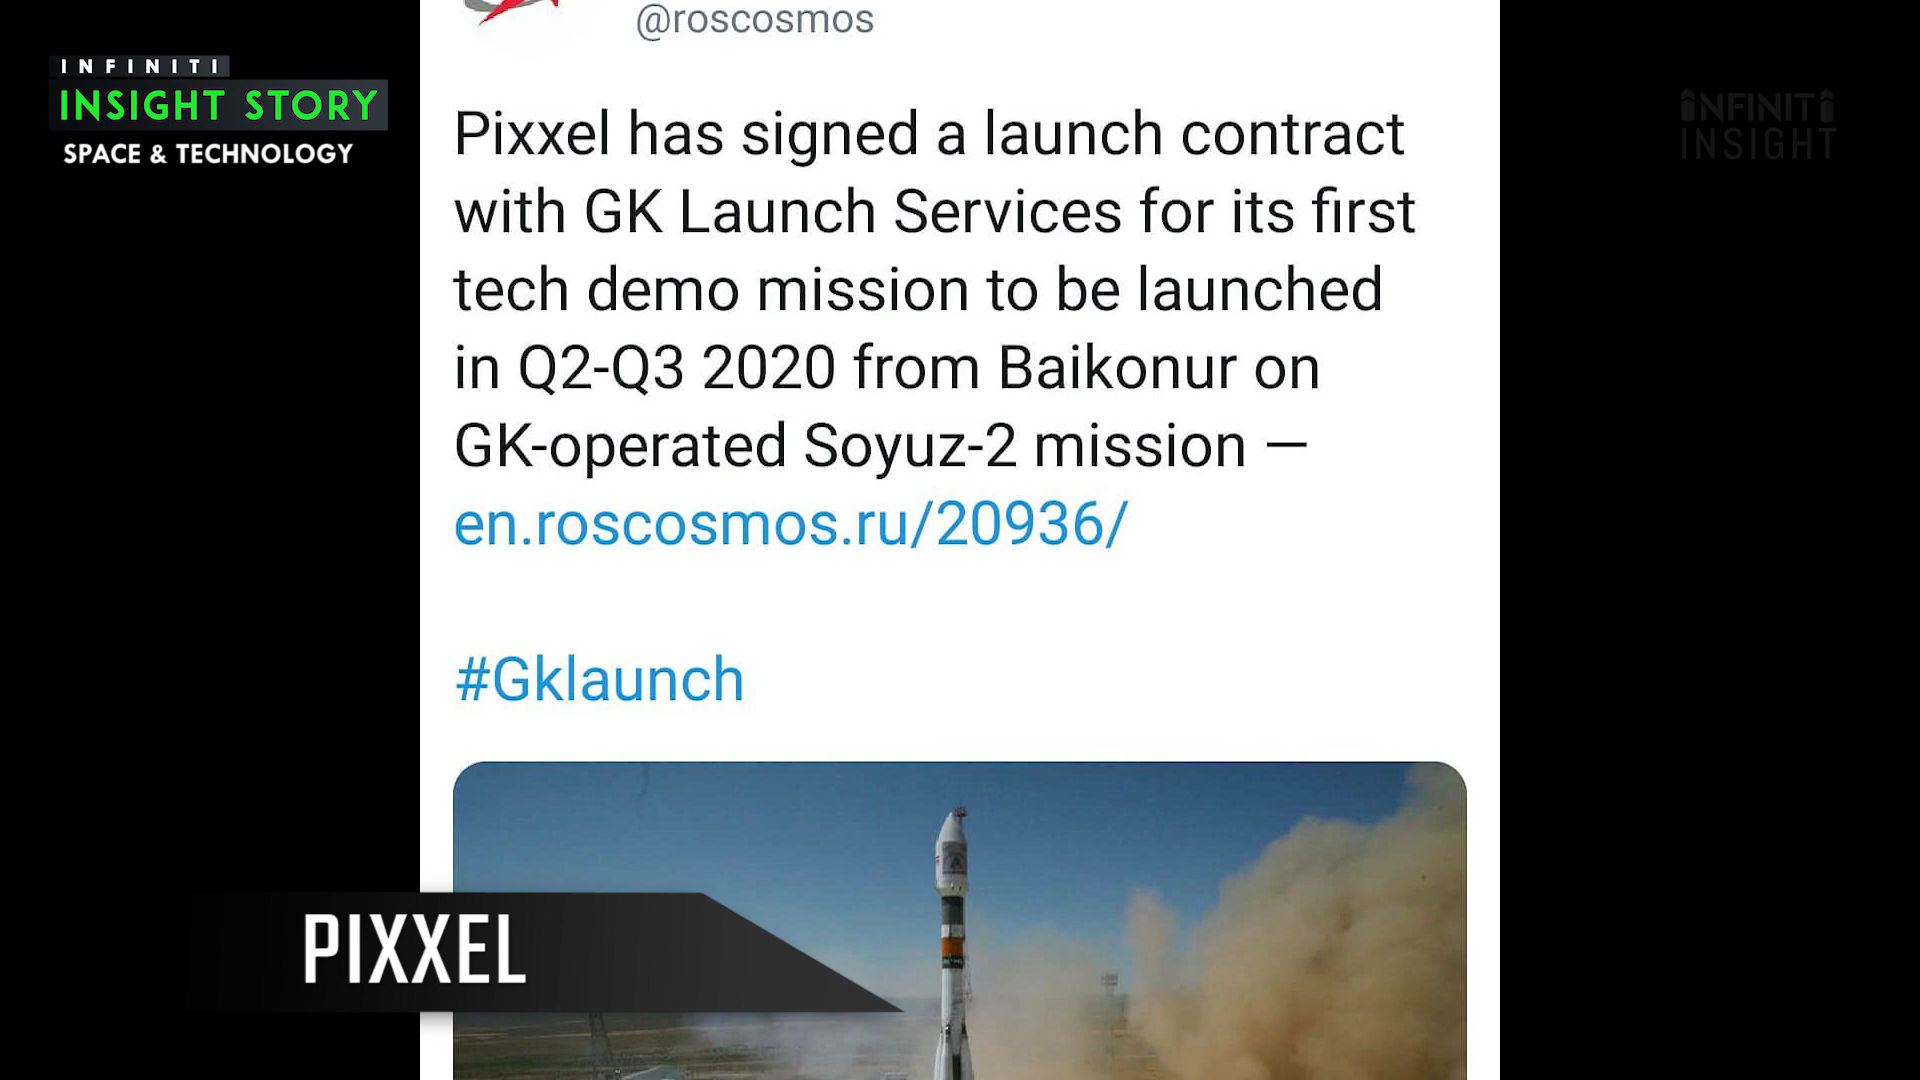 INFINITI
INSIGHT STORY
SPACE & TECHNOLOGY
@roscosmos
INFINITI
INSIGHT
Pixxel has signed a launch contract
with GK Launch Services for its first
tech demo mission to be launched
in Q2-Q3 2020 from Baikonur on
GK-operated Soyuz-2 mission —
en.roscosmos.ru/20936/
#Gklaunch
PIXXEL